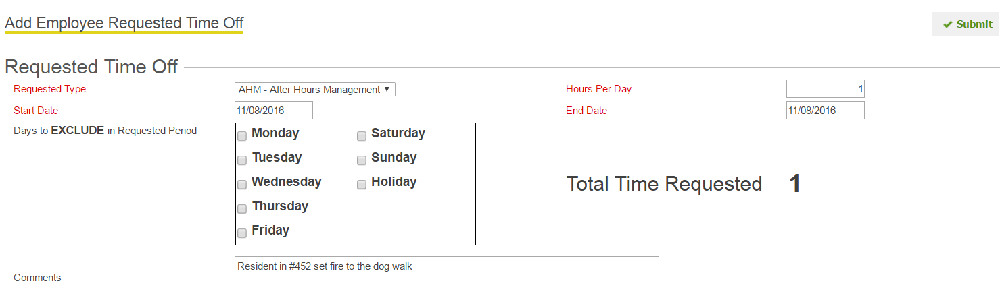 Add Employee Requested Time Off
Submit
Requested Time Off
Requested Type AHM - After Hours Management Hours Per Day 1
Start Date 11/08/2016 End Date 11/08/2016
Days to EXCLUDE in Requested Period
Monday Saturday
Tuesday Sunday
Wednesday Holiday
Thursday
Friday
Total Time Requested 1
Comments
Resident in #452 set fire to the dog walk